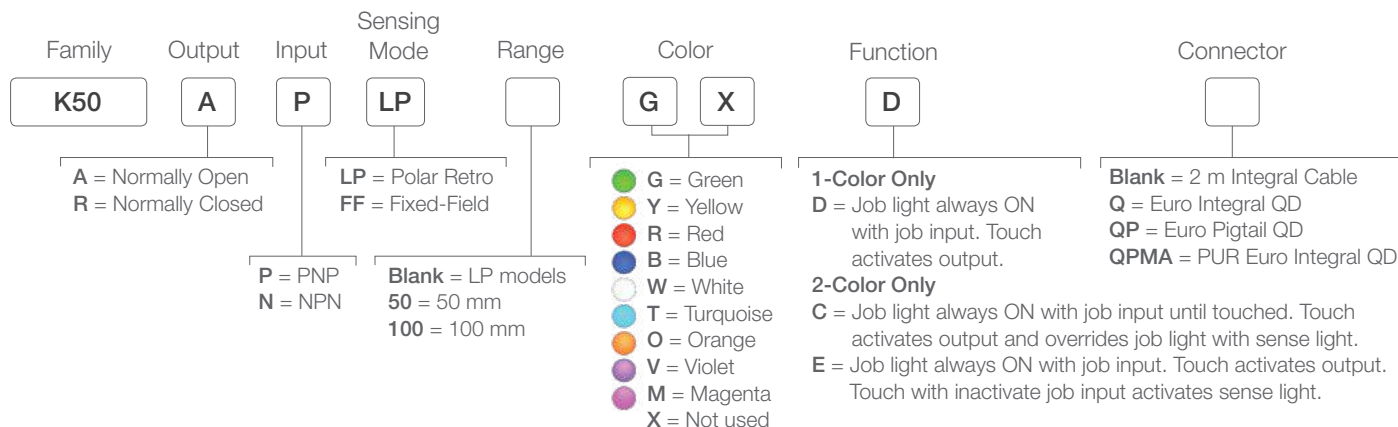 Family Output Input Sensing Mode Range Color Function Connector
K50 A P LP G X D
A = Normally Open
R = Normally Closed
P = PNP
N = NPN
LP = Polar Retro
FF = Fixed-Field
Blank = LP models
50 = 50 mm
100 = 100 mm
G = Green
Y = Yellow
R = Red
B = Blue
W = White
T = Turquoise
O = Orange
V = Violet
M = Magenta
X = Not used
1-Color Only
D = Job light always ON
with job input. Touch
activates output.
2-Color Only
C = Job light always ON with job input until touched. Touch
activates output and overrides job light with sense light.
E = Job light always ON with job input. Touch activates output.
Touch with inactivate job input activates sense light.
Blank = 2 m Integral Cable
Q = Euro Integral QD
QP = Euro Pigtail QD
QPMA = PUR Euro Integral QD